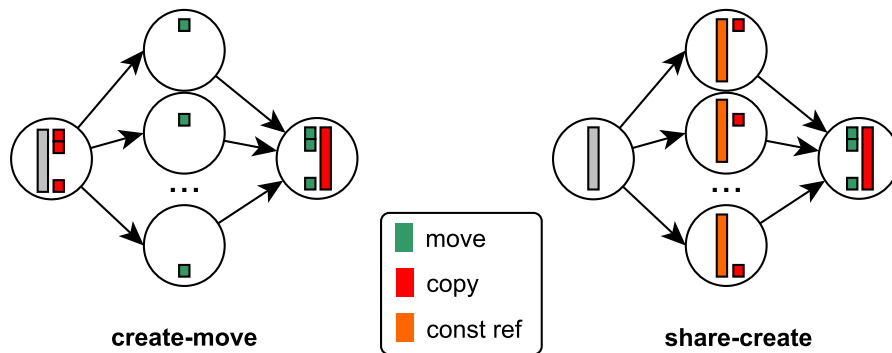 ...
...
move
copy
const ref
create-move
share-create